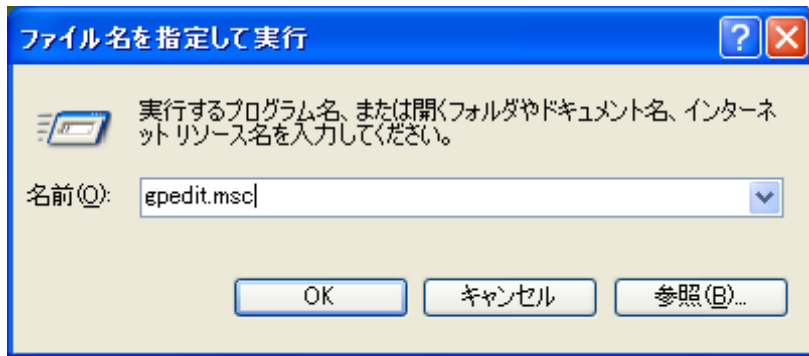 ファイル名を指定して実行
実行するプログラム名、または開くフォルダやドキュメント名、インターネ
ット リソース名を入力してください。
名前(O): gpedit.msc
OK キャンセル 参照(B)...